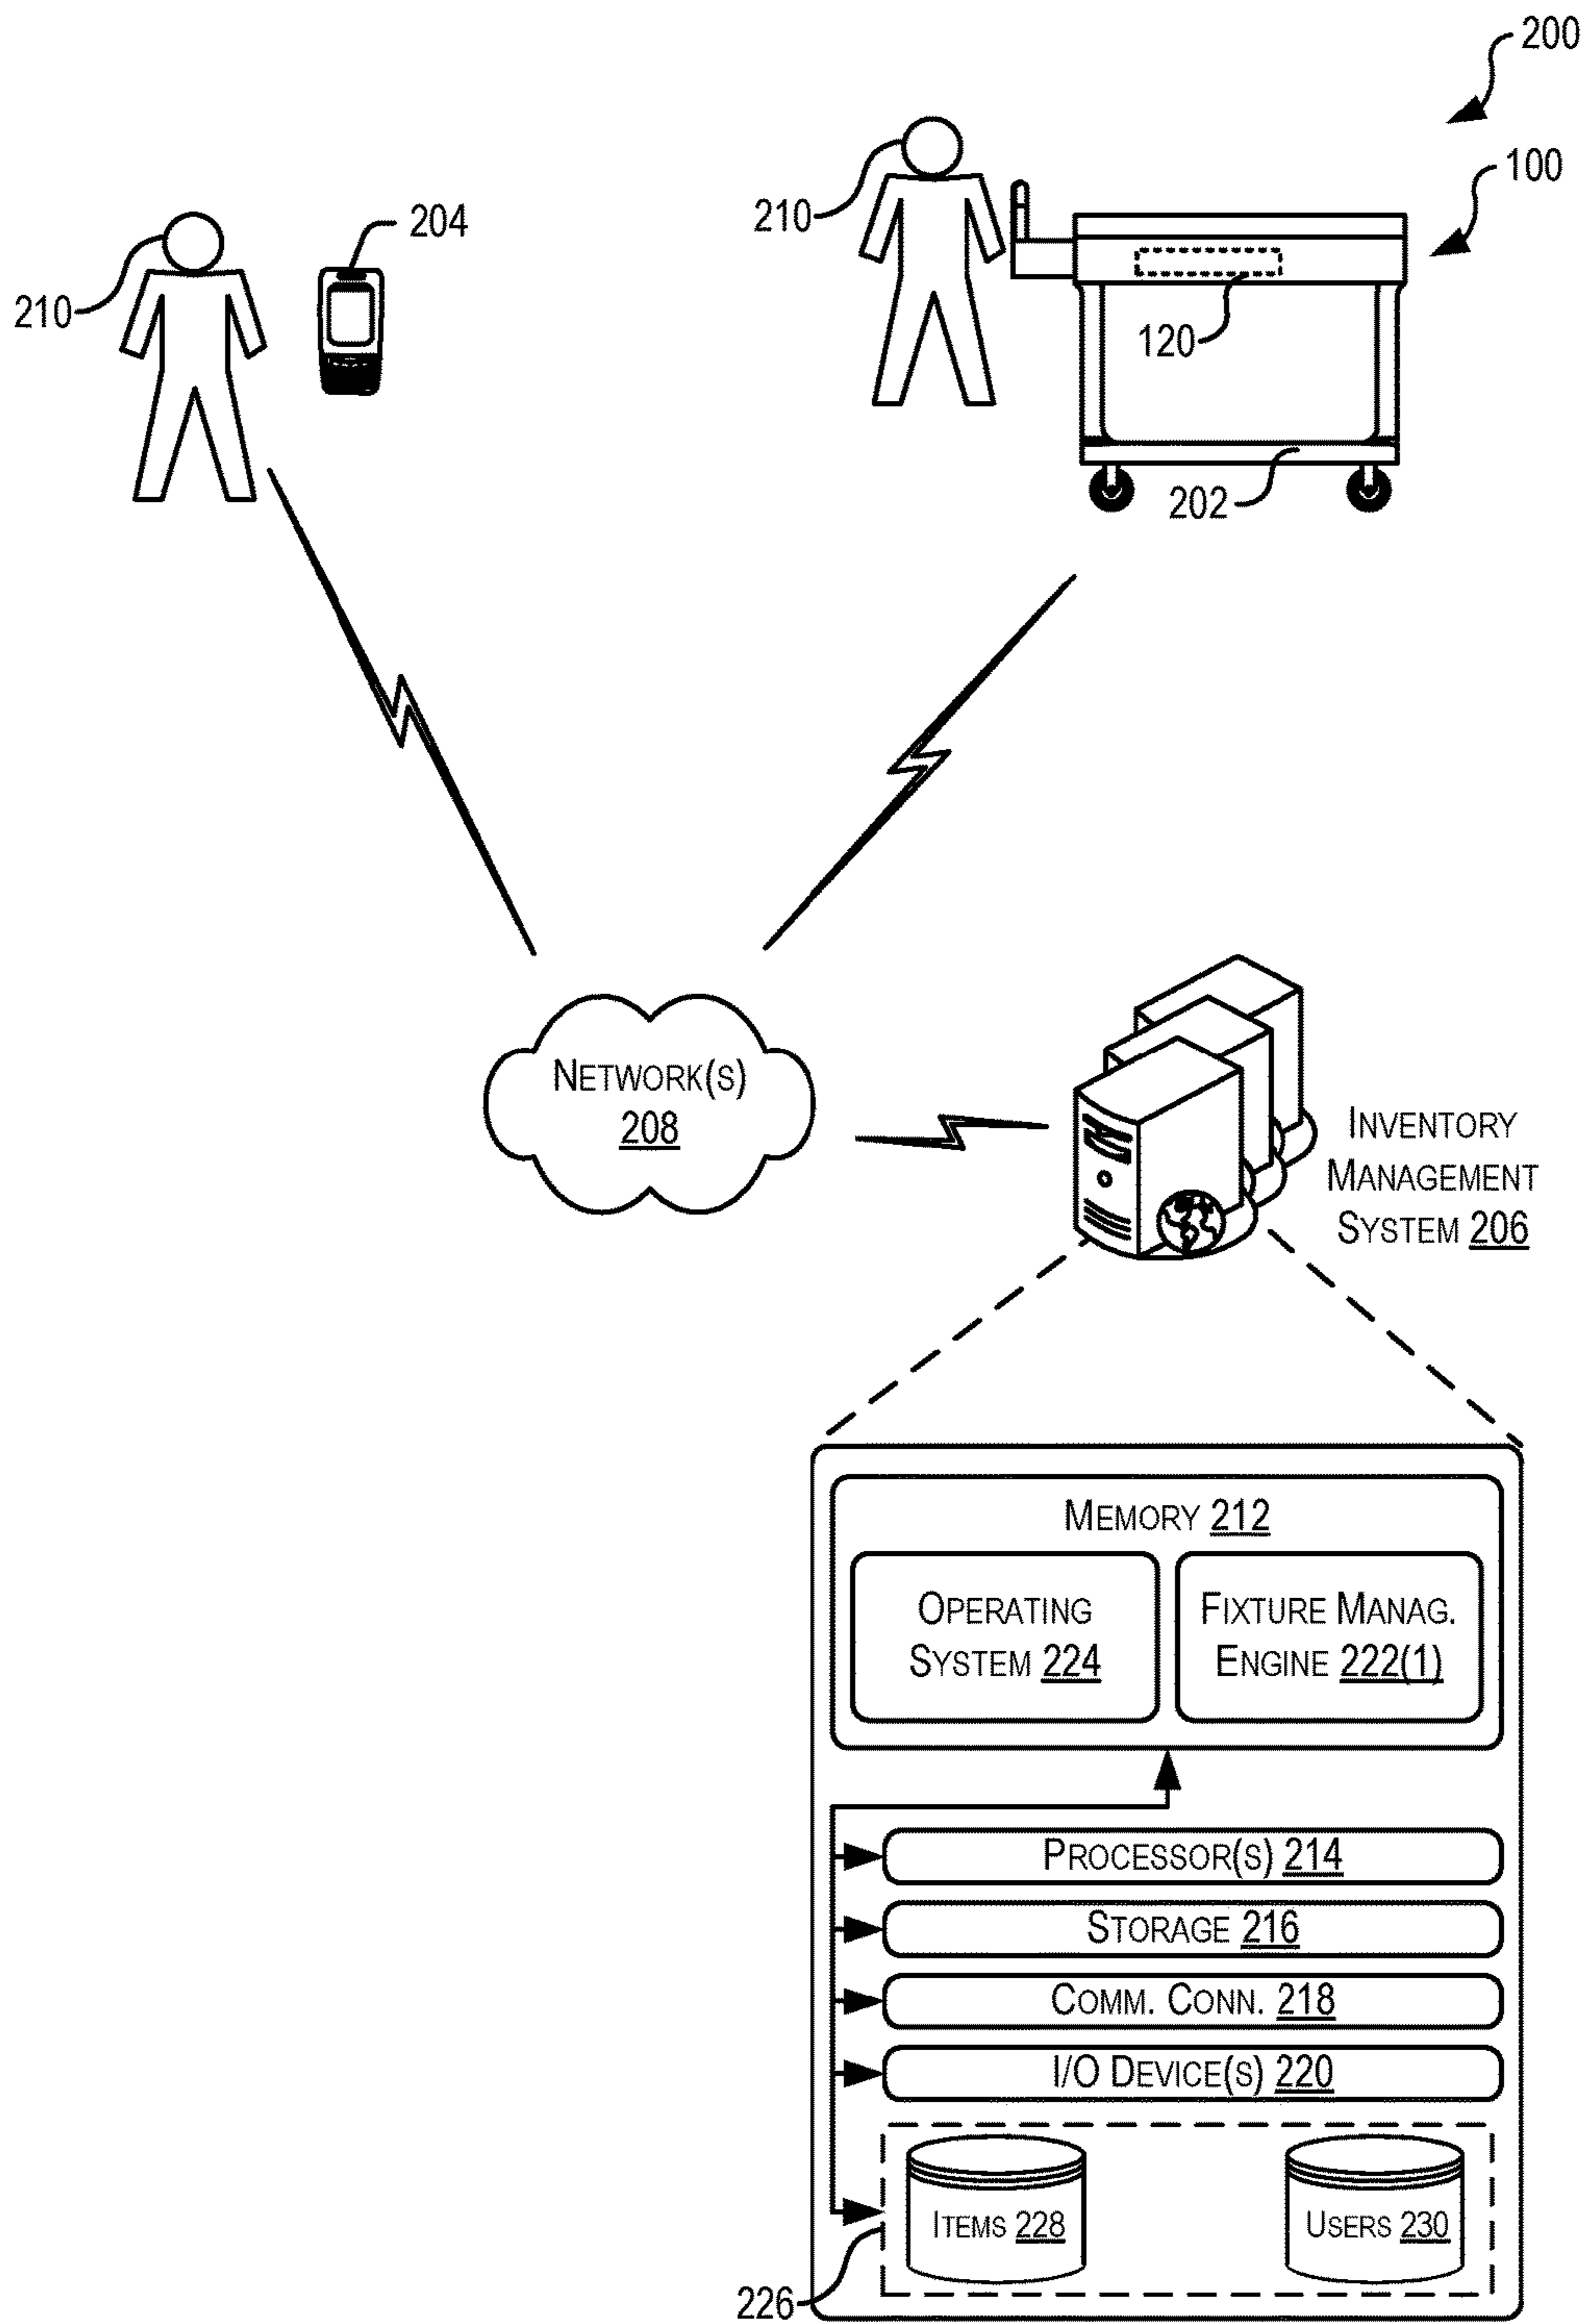 200
100
210
204
210
120
202
NETWORK(S)
208
INVENTORY
MANAGEMENT
SYSTEM 206
MEMORY 212
OPERATING
SYSTEM 224
FIXTURE MANAG.
ENGINE 222(1)
PROCESSOR(S) 214
STORAGE 216
COMM. CONN. 218
I/O DEVICE(S) 220
ITEMS 228
USERS 230
226